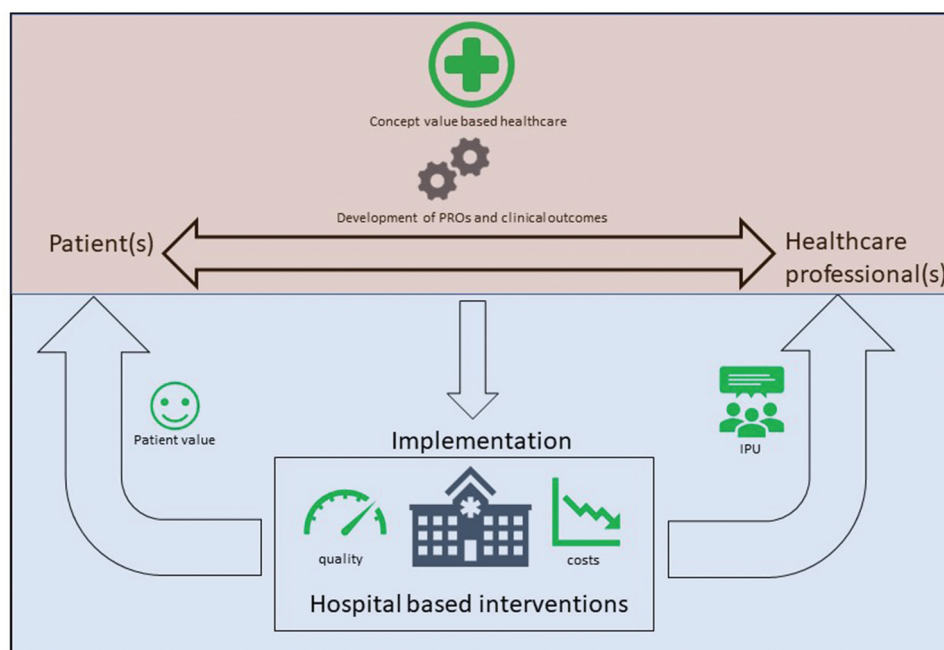 Concept value based healthcare
Development of PROs and clinical outcomes
Patient(s)
Healthcare
professional(s)
Patient value
IPU
Implementation
quality
costs
Hospital based interventions